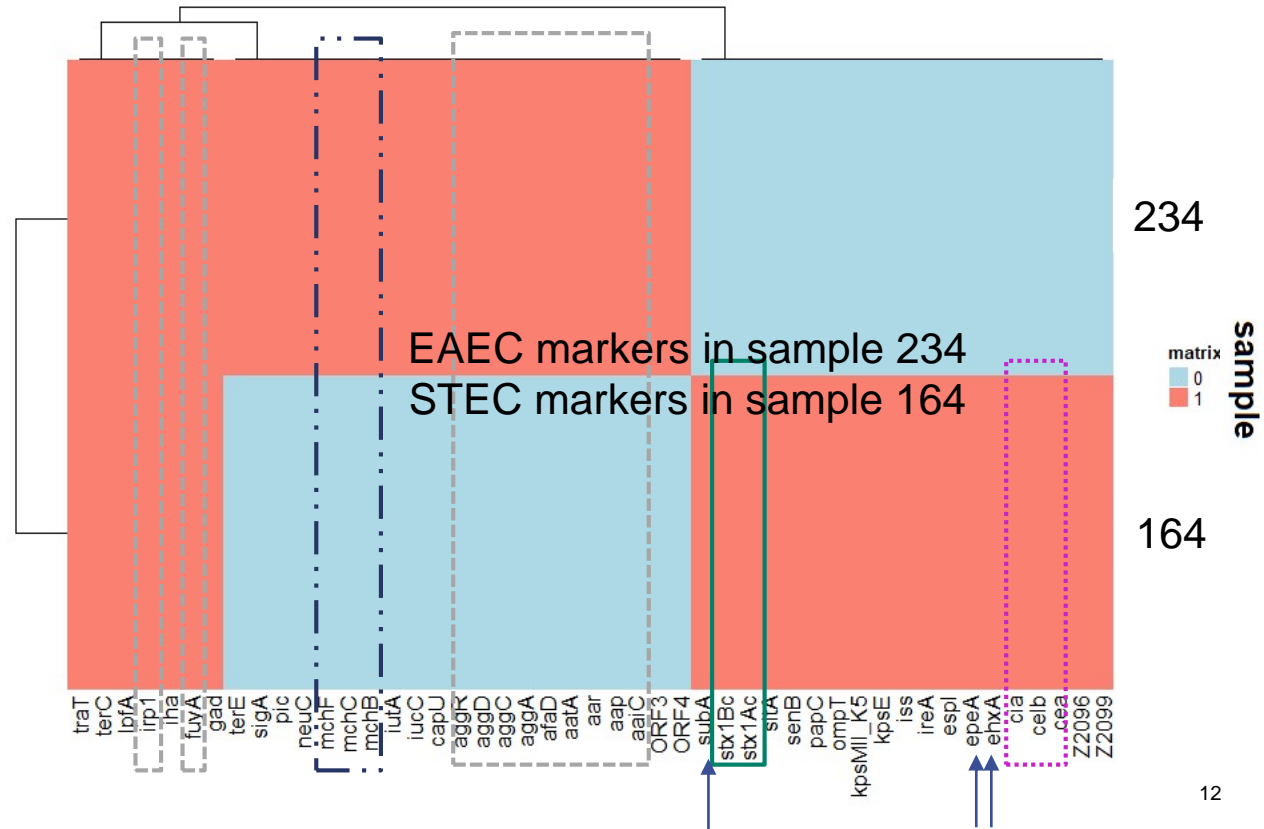 234
EAEC markers in sample 234
STEC markers in sample 164
matrix
0
1
sample
164
traT
terC
lpfA
irp1
iha
fuyA
gad
terE
sigA
pic
neuC
mchF
mchC
mchB
iutA
iucC
capU
aggR
aggD
aggC
aggA
afaD
aatA
aar
aap
aaiC
ORF3
ORF4
subA
stx1Bc
stx1Ac
sitA
senB
papC
ompT
kpsMII_K5
kpsE
iss
ireA
espI
epeA
ehxA
cia
celb
cea
Z2096
Z2099
12